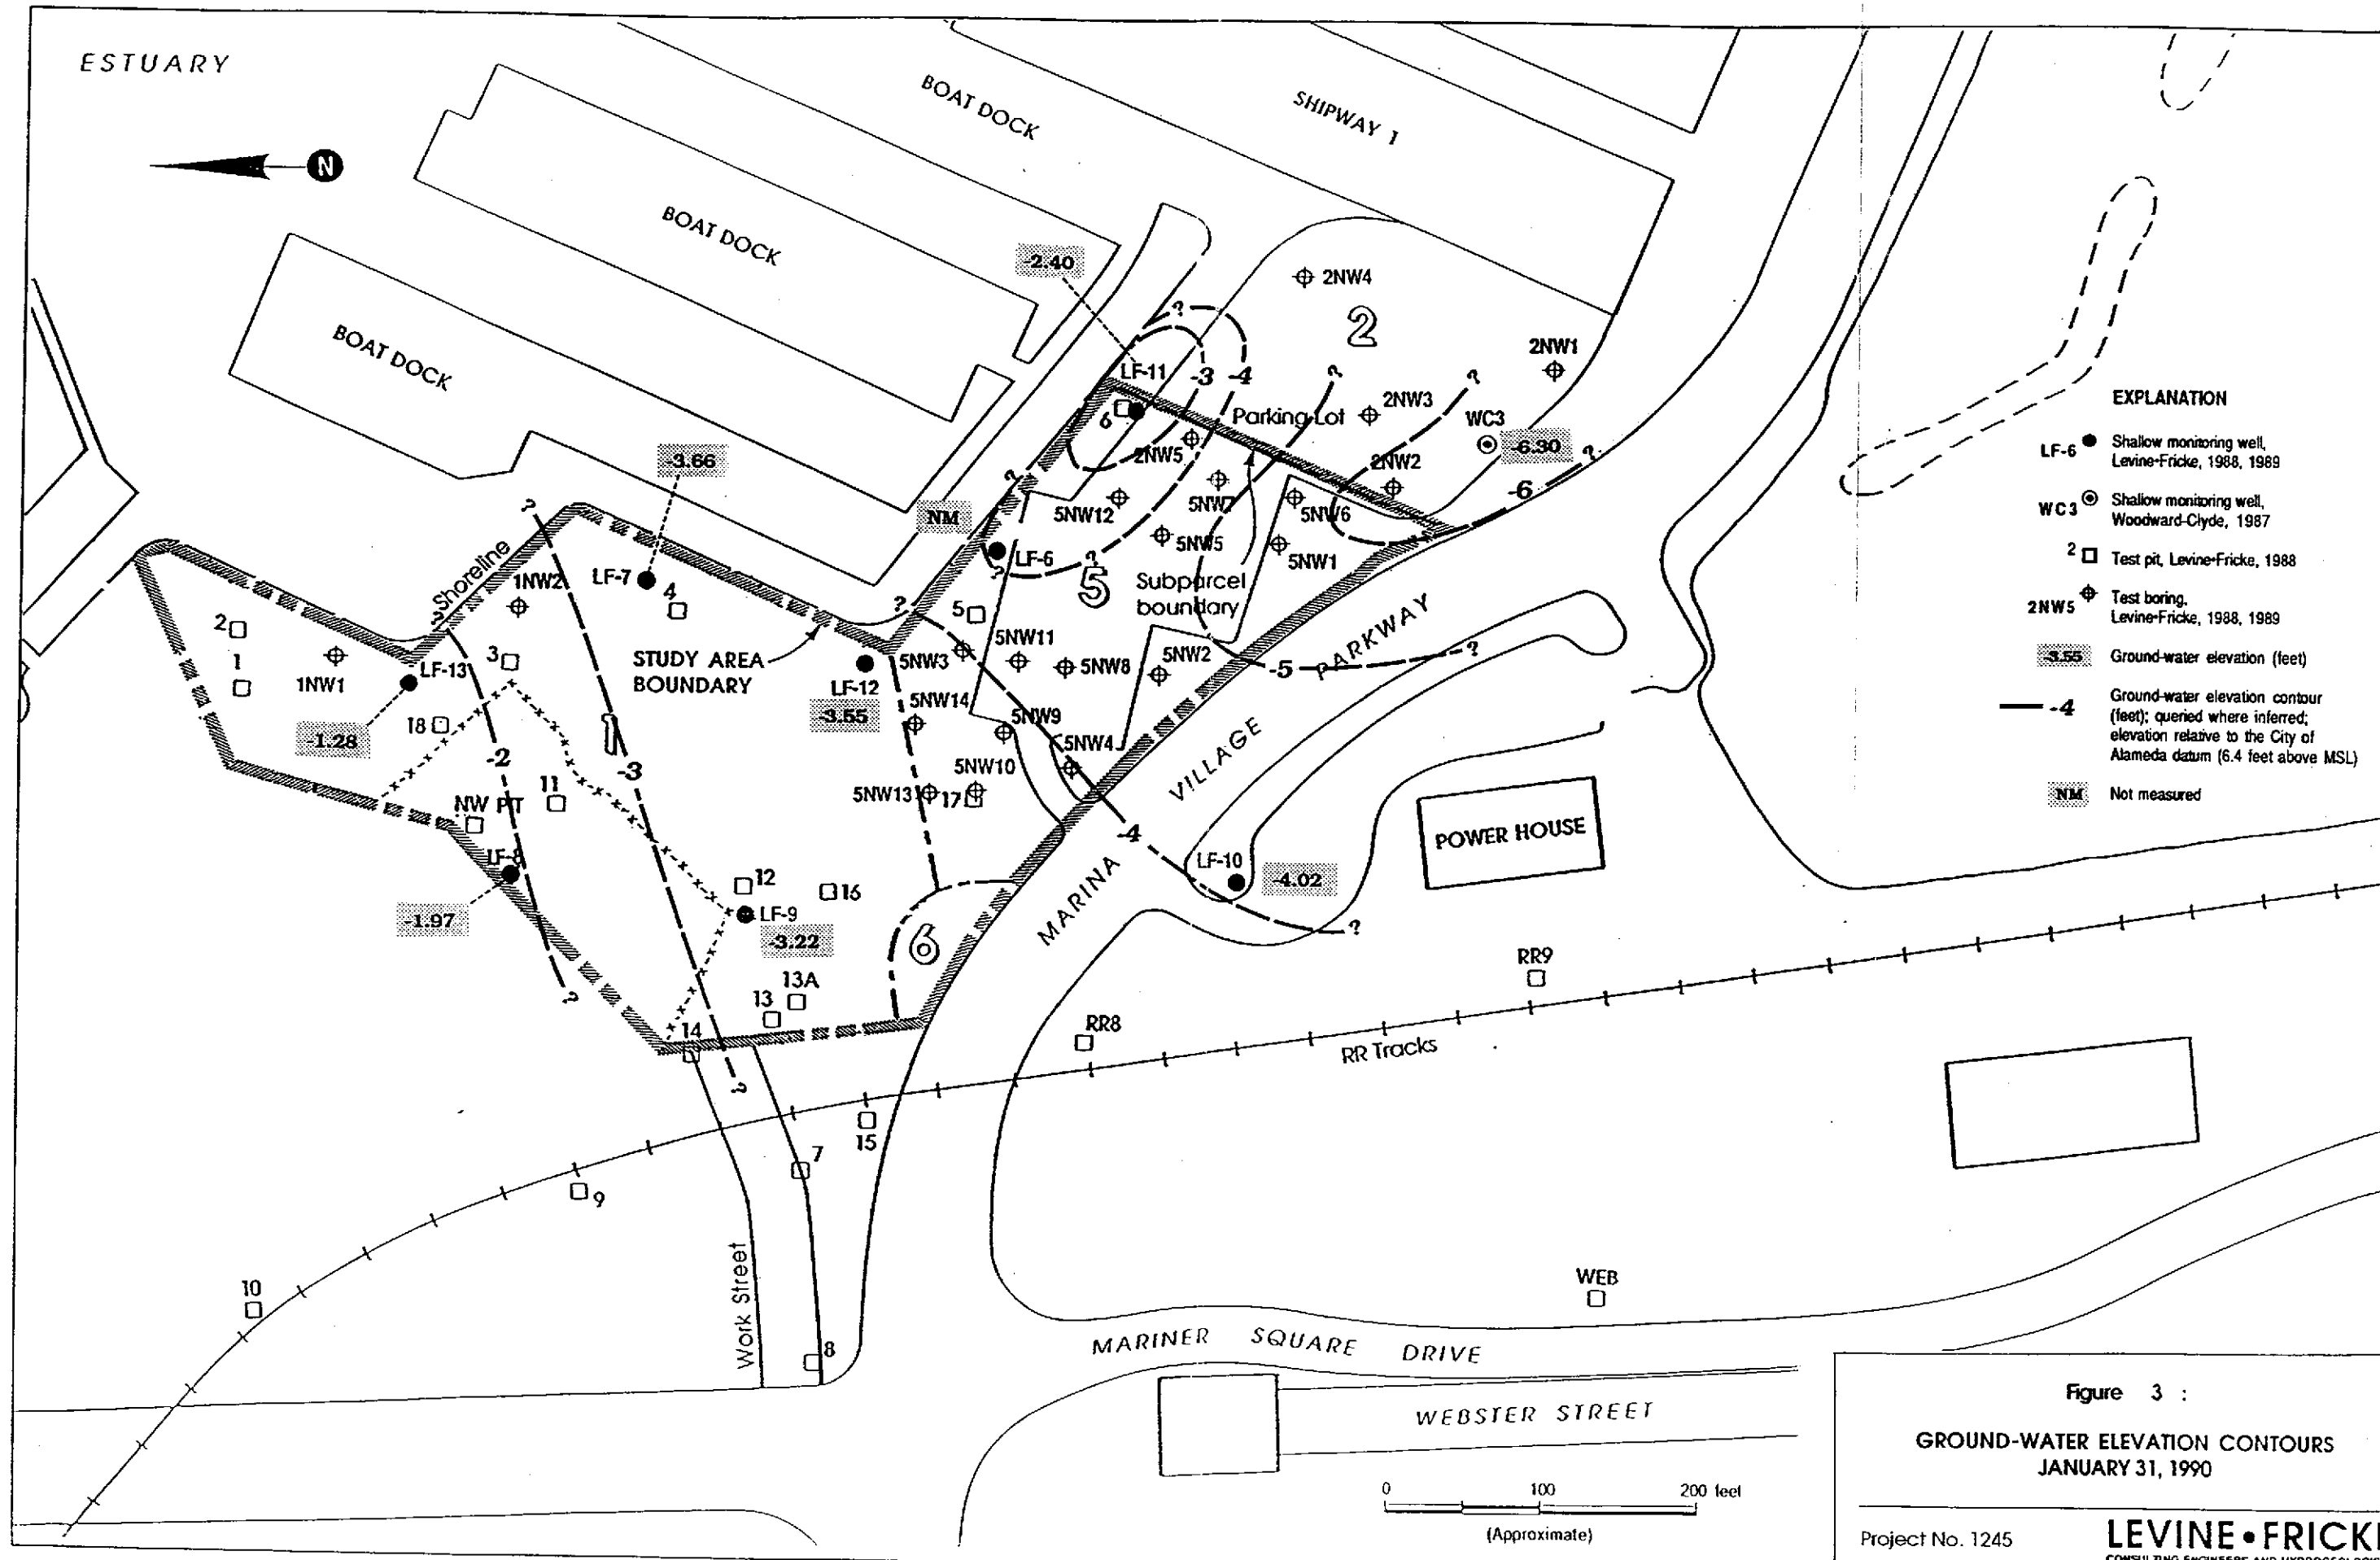 ESTUARY
N
BOAT DOCK
SHIPWAY 1
BOAT DOCK
BOAT DOCK
-2.40
2NW4
2
?
2NW1
LF-11
-3
-4
?
?
6
Parking Lot
2NW3
WC3
-6.30
2NW5
2NW2
?
-6
-3.66
?
5NW7
5NW6
5NW12
NM
?
Shoreline
LF-6
?
?
5NW5
5NW1
5
1NW2
LF-7
4
Subparcel
boundary
?
2
?
5
5NW11
1
1NW1
LF-13
3
STUDY AREA
BOUNDARY
5NW3
5NW8
5NW2
-5
?
PARKWAY
LF-12
-3.55
18
5NW14
5NW9
-1.28
-2
1
-3
5NW4
VILLAGE
5NW10
5NW13
17
NW PIT
11
-4
POWER HOUSE
MARINA
LF-8
LF-10
-4.02
12
16
-1.97
LF-9
-3.22
6
?
13A
13
?
14
?
RR9
RR8
RR Tracks
15
7
9
10
Work Street
8
WEB
MARINER SQUARE DRIVE
WEBSTER STREET
0 100 200 feet
(Approximate)
EXPLANATION
LF-6 Shallow monitoring well,
Levine•Fricke, 1988, 1989
WC3 Shallow monitoring well,
Woodward-Clyde, 1987
2 Test pit, Levine•Fricke, 1988
2NW5 Test boring,
Levine•Fricke, 1988, 1989
-3.55 Ground-water elevation (feet)
-4 Ground-water elevation contour
(feet); queried where inferred;
elevation relative to the City of
Alameda datum (6.4 feet above MSL)
NM Not measured
Figure 3 :
GROUND-WATER ELEVATION CONTOURS
JANUARY 31, 1990
Project No. 1245
LEVINE•FRICKE